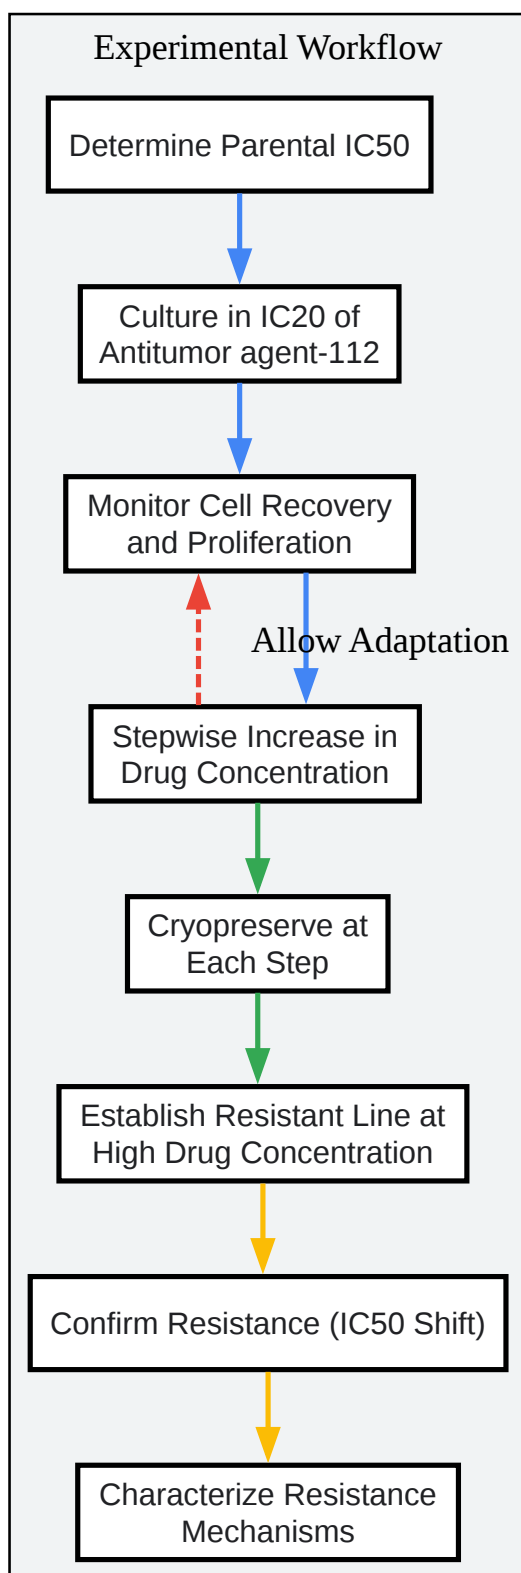 Experimental Workflow
Determine Parental IC50
Culture in IC20 of
Antitumor agent-112
Monitor Cell Recovery
and Proliferation
Allow Adaptation
Stepwise Increase in
Drug Concentration
Cryopreserve at
Each Step
Establish Resistant Line at
High Drug Concentration
Confirm Resistance (IC50 Shift)
Characterize Resistance
Mechanisms